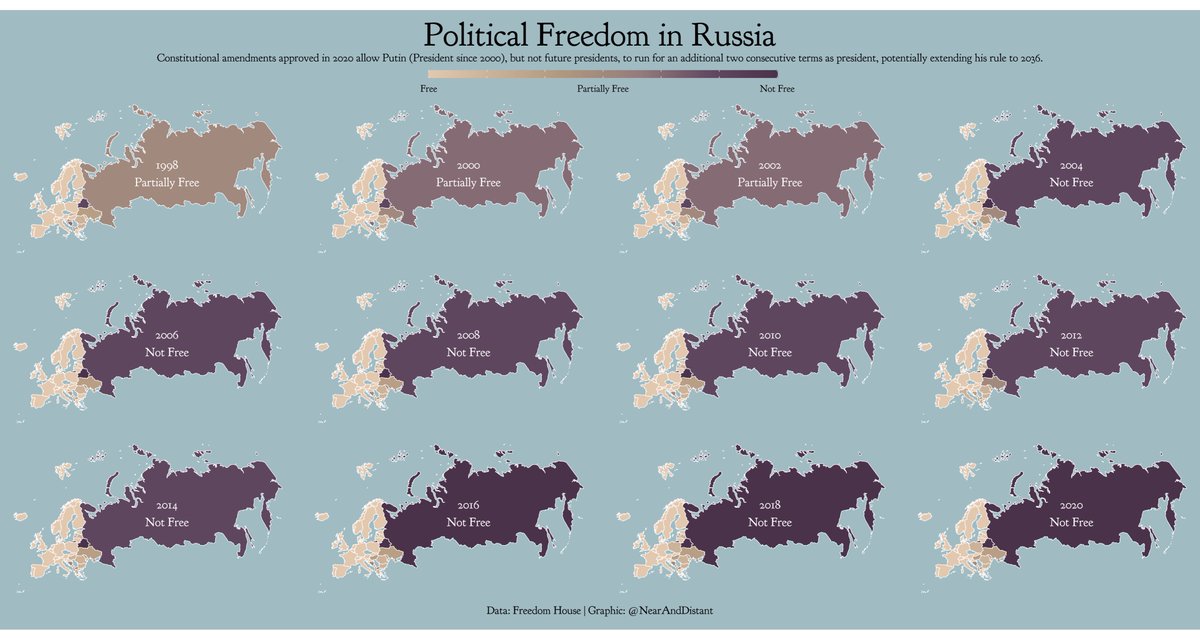 Political Freedom in Russia
Constitutional amendments approved in 2020 allow Putin (President since 2000), but not future presidents, to run for an additional two consecutive terms as president, potentially extending his rule to 2036.
Free Partially Free Not Free
1998
Partially Free
2000
Partially Free
2002
Partially Free
2004
Not Free
2006
Not Free
2008
Not Free
2010
Not Free
2012
Not Free
2014
Not Free
2016
Not Free
2018
Not Free
2020
Not Free
Data: Freedom House | Graphic: @NearAndDistant